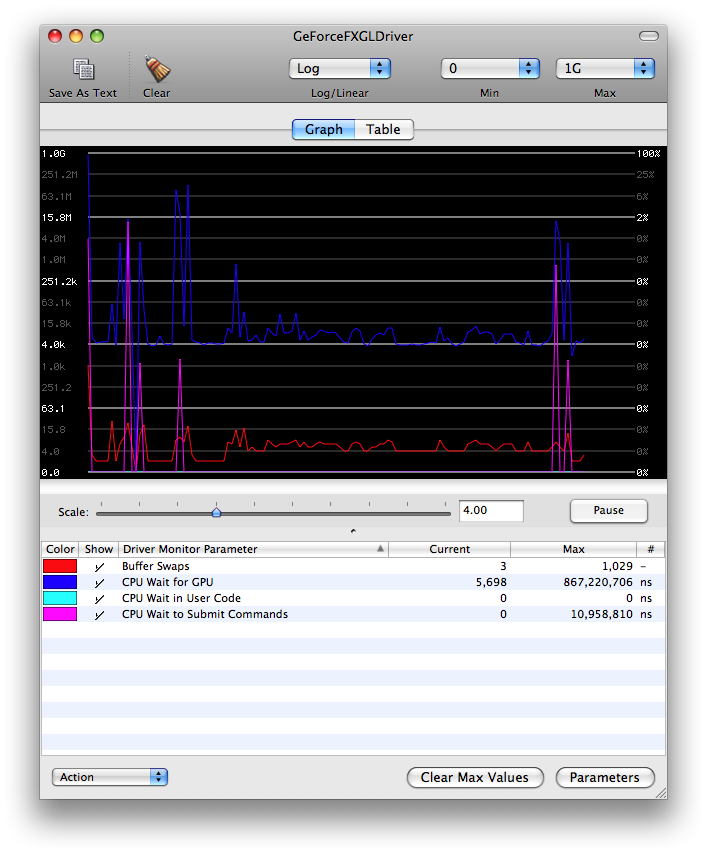 GeForceFXGLDriver
Log 0 1G
Save As Text Clear Log/Linear Min Max
Graph Table
1.0G 100%
251.2M 25%
63.1M 6%
15.8M 2%
4.0M 0%
1.0M 0%
251.2k 0%
63.1k 0%
15.8k 0%
4.0k 0%
1.0k 0%
251.2 0%
63.1 0%
15.8 0%
4.0 0%
0.0 0%
Scale: 4.00 Pause
Color Show Driver Monitor Parameter Current Max #
Buffer Swaps 3 1,029 –
CPU Wait for GPU 5,698 867,220,706 ns
CPU Wait in User Code 0 0 ns
CPU Wait to Submit Commands 0 10,958,810 ns
Action Clear Max Values Parameters